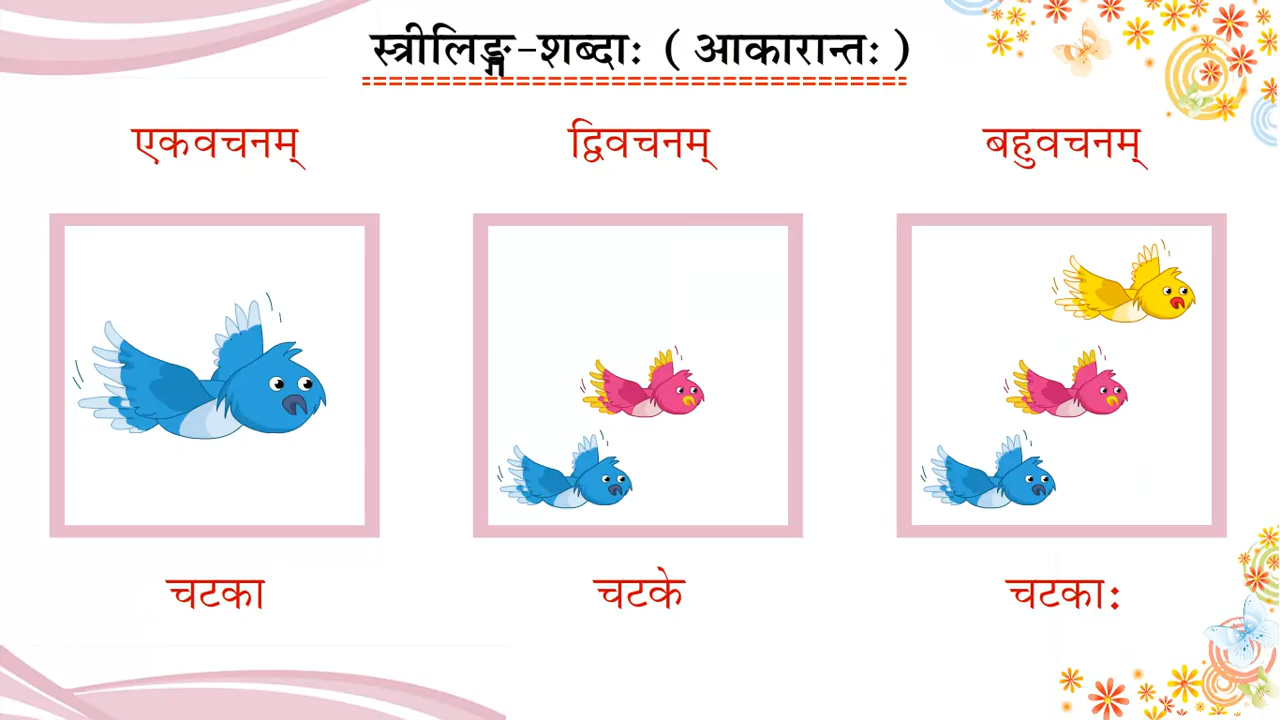 स्त्रीलिङ्ग-शब्दाः ( आकारान्तः )
एकवचनम् द्विवचनम् बहुवचनम्
चटका चटके चटकाः